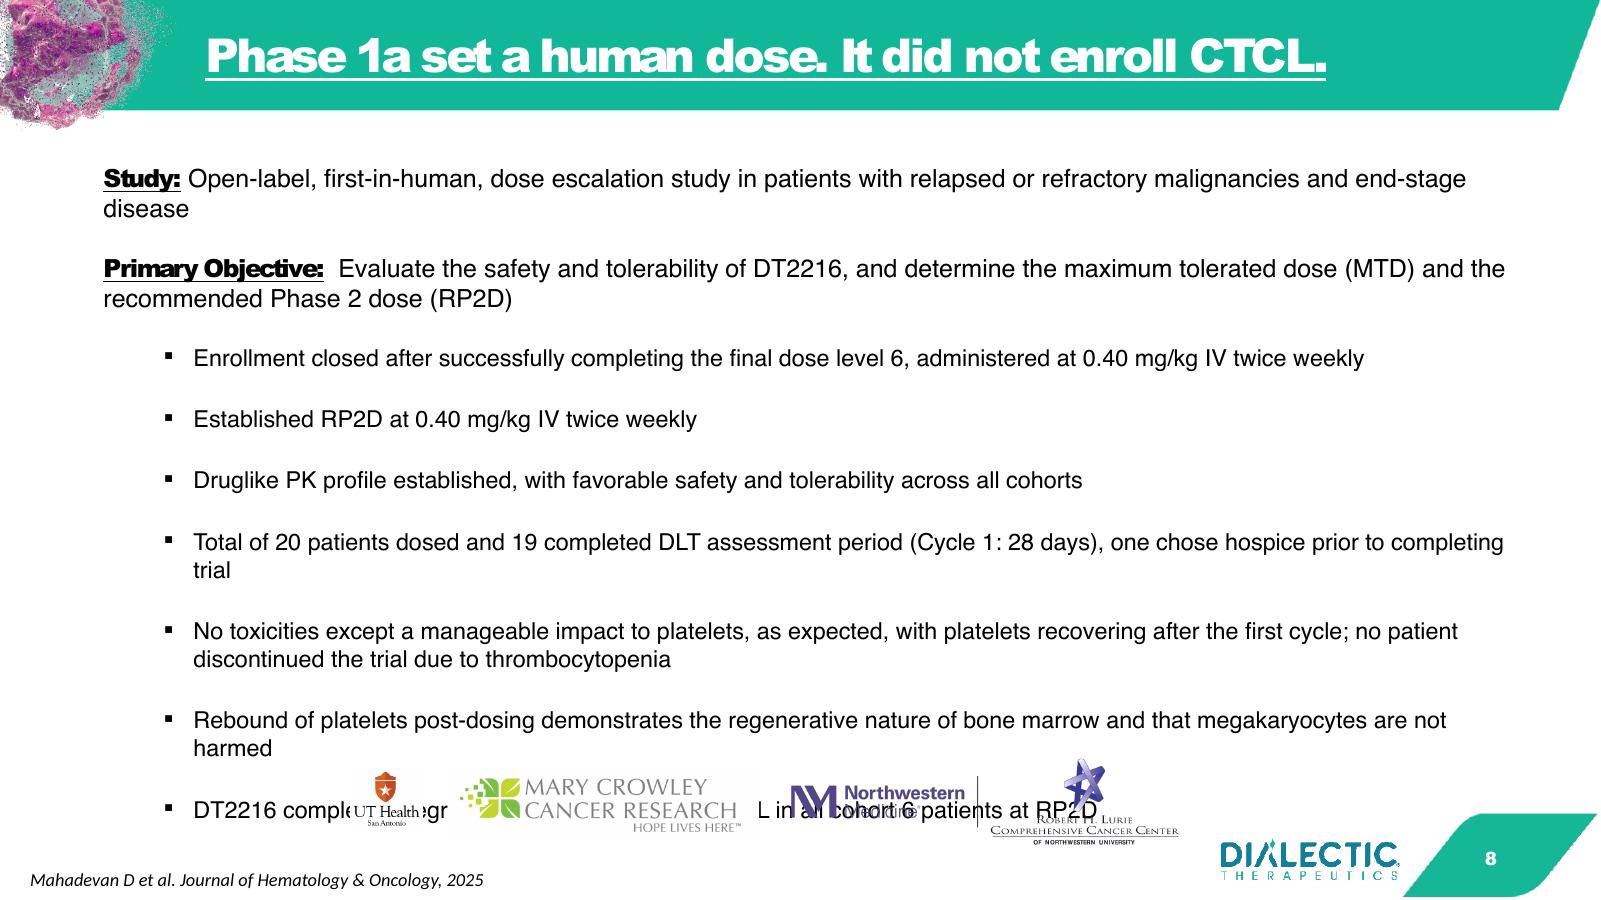 Phase 1a set a human dose. It did not enroll CTCL.
Study: Open-label, first-in-human, dose escalation study in patients with relapsed or refractory malignancies and end-stage
disease
Primary Objective: Evaluate the safety and tolerability of DT2216, and determine the maximum tolerated dose (MTD) and the
recommended Phase 2 dose (RP2D)
▪ Enrollment closed after successfully completing the final dose level 6, administered at 0.40 mg/kg IV twice weekly
▪ Established RP2D at 0.40 mg/kg IV twice weekly
▪ Druglike PK profile established, with favorable safety and tolerability across all cohorts
▪ Total of 20 patients dosed and 19 completed DLT assessment period (Cycle 1: 28 days), one chose hospice prior to completing
trial
▪ No toxicities except a manageable impact to platelets, as expected, with platelets recovering after the first cycle; no patient
discontinued the trial due to thrombocytopenia
▪ Rebound of platelets post-dosing demonstrates the regenerative nature of bone marrow and that megakaryocytes are not
harmed
▪ DT2216 in all cohort 6 patients at RP2D
UT Health
San Antonio
MARY CROWLEY
CANCER RESEARCH
HOPE LIVES HERE™
Northwestern
Medicine
ROBERT H. LURIE
COMPREHENSIVE CANCER CENTER
OF NORTHWESTERN UNIVERSITY
DIALECTIC
THERAPEUTICS
8
Mahadevan D et al. Journal of Hematology & Oncology, 2025